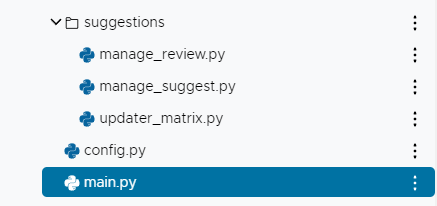 suggestions
manage_review.py
manage_suggest.py
updater_matrix.py
config.py
main.py